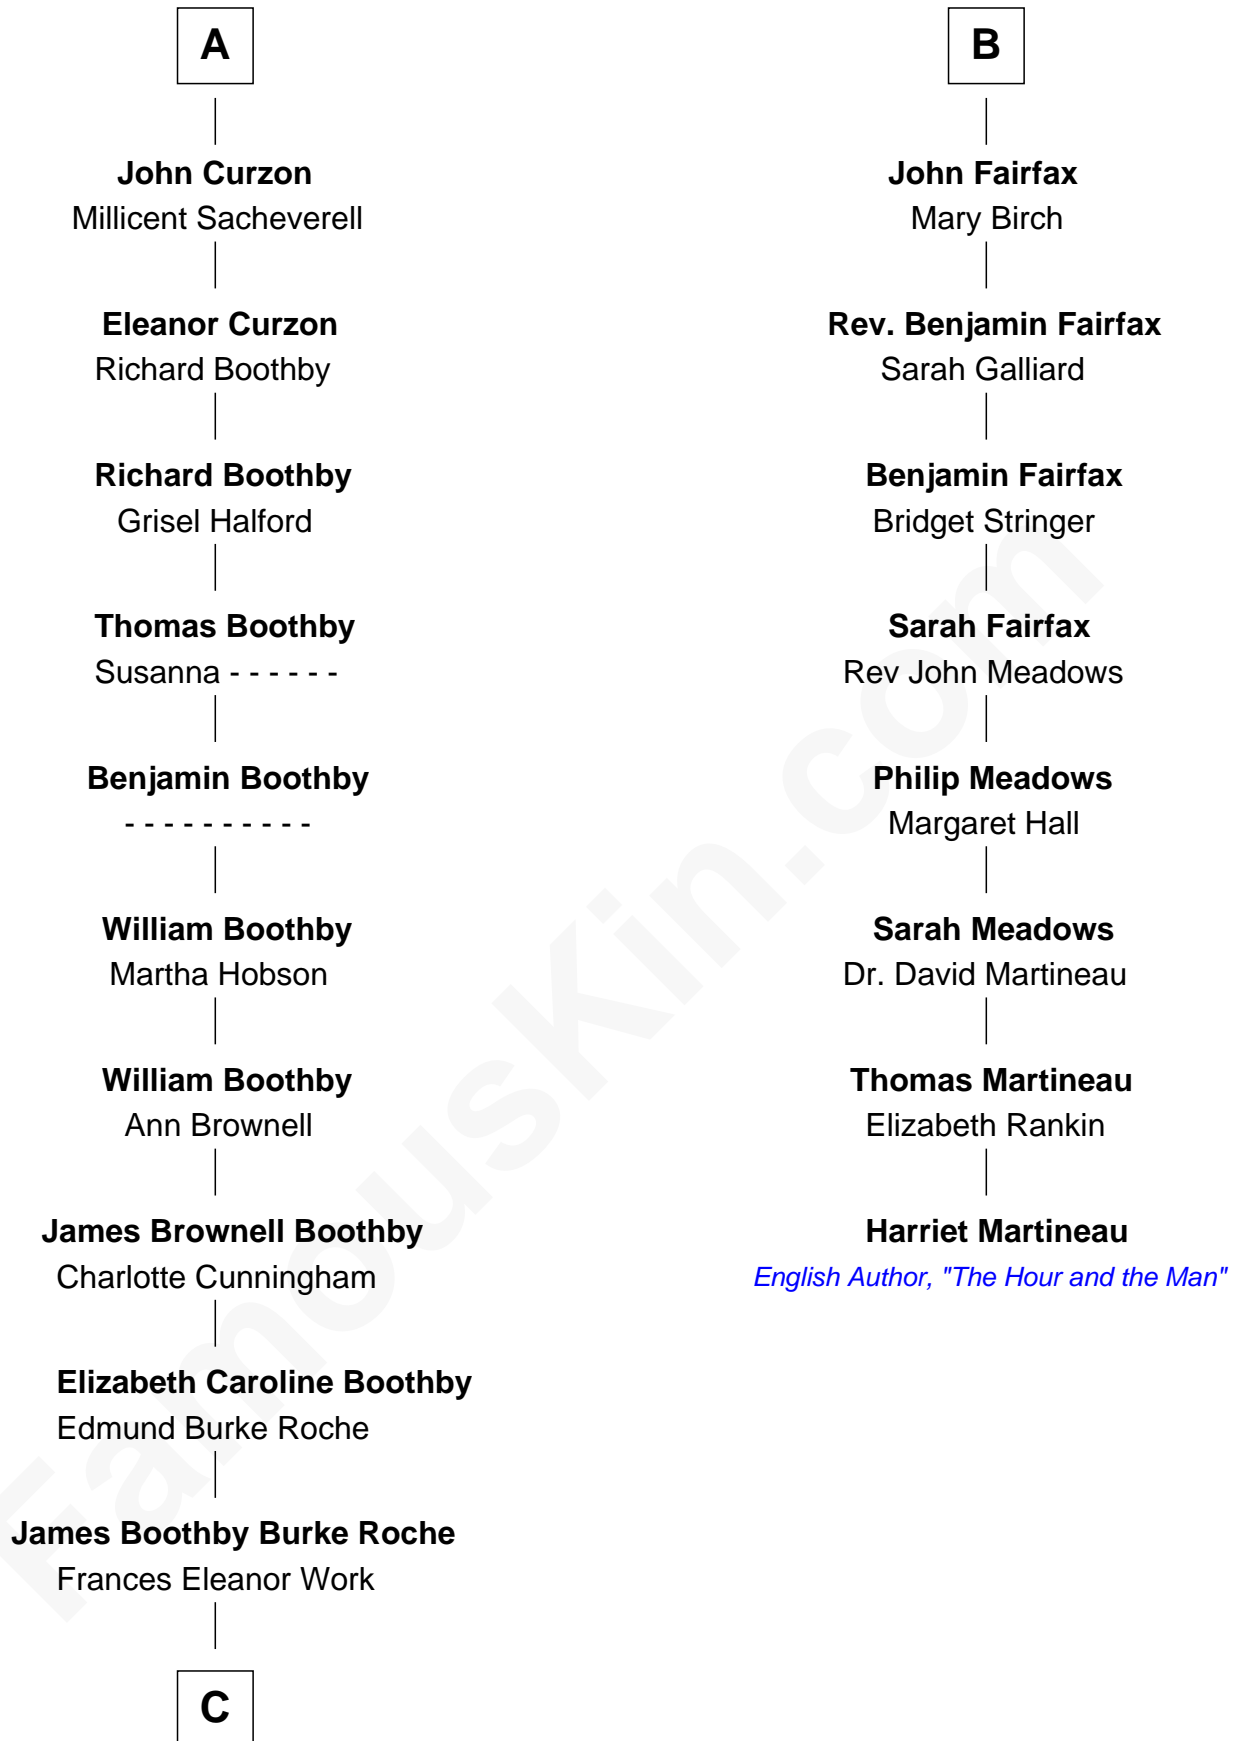 A
John Curzon
Millicent Sacheverell
Eleanor Curzon
Richard Boothby
Richard Boothby
Grisel Halford
Thomas Boothby
Susanna - - - - - -
Benjamin Boothby
- - - - - - - - - -
William Boothby
Martha Hobson
William Boothby
Ann Brownell
James Brownell Boothby
Charlotte Cunningham
Elizabeth Caroline Boothby
Edmund Burke Roche
James Boothby Burke Roche
Frances Eleanor Work
C
B
John Fairfax
Mary Birch
Rev. Benjamin Fairfax
Sarah Galliard
Benjamin Fairfax
Bridget Stringer
Sarah Fairfax
Rev John Meadows
Philip Meadows
Margaret Hall
Sarah Meadows
Dr. David Martineau
Thomas Martineau
Elizabeth Rankin
Harriet Martineau
English Author, "The Hour and the Man"
FamousKin.com